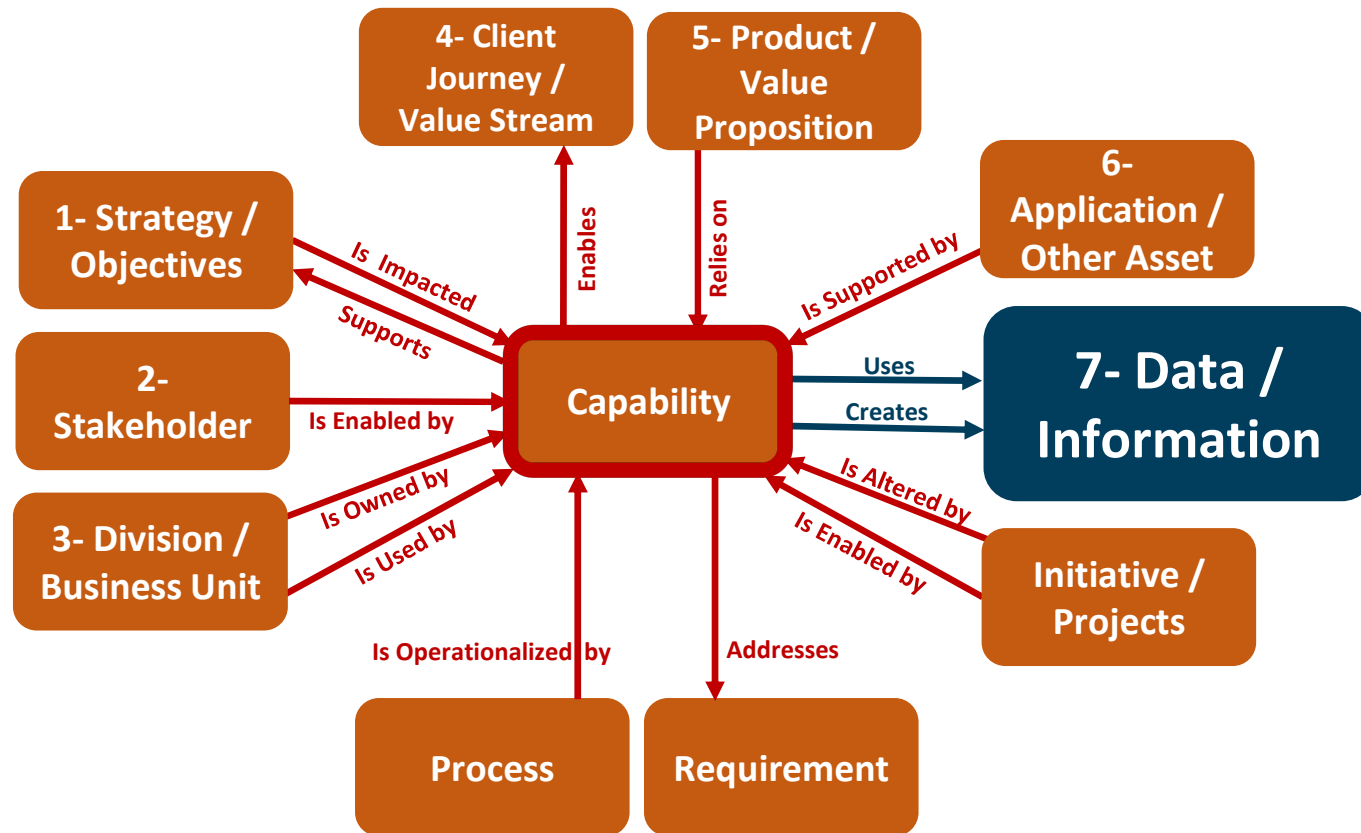 4- Client
Journey /
Value Stream
5- Product /
Value
Proposition
6-
Application /
Other Asset
1- Strategy /
Objectives
Is  Impacted
Supports
Enables
Relies on
Is Supported by
2-
Stakeholder
Is Enabled by
Capability
Uses
Creates
7- Data /
Information
3- Division /
Business Unit
Is Owned by
Is Used by
Is Altered by
Is Enabled by
Initiative /
Projects
Is Operationalized by
Addresses
Process
Requirement